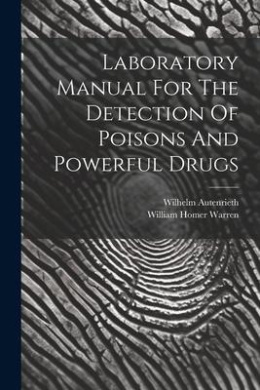 Laboratory
Manual For The
Detection Of
Poisons And
Powerful Drugs
Wilhelm Autenrieth
William Homer Warren